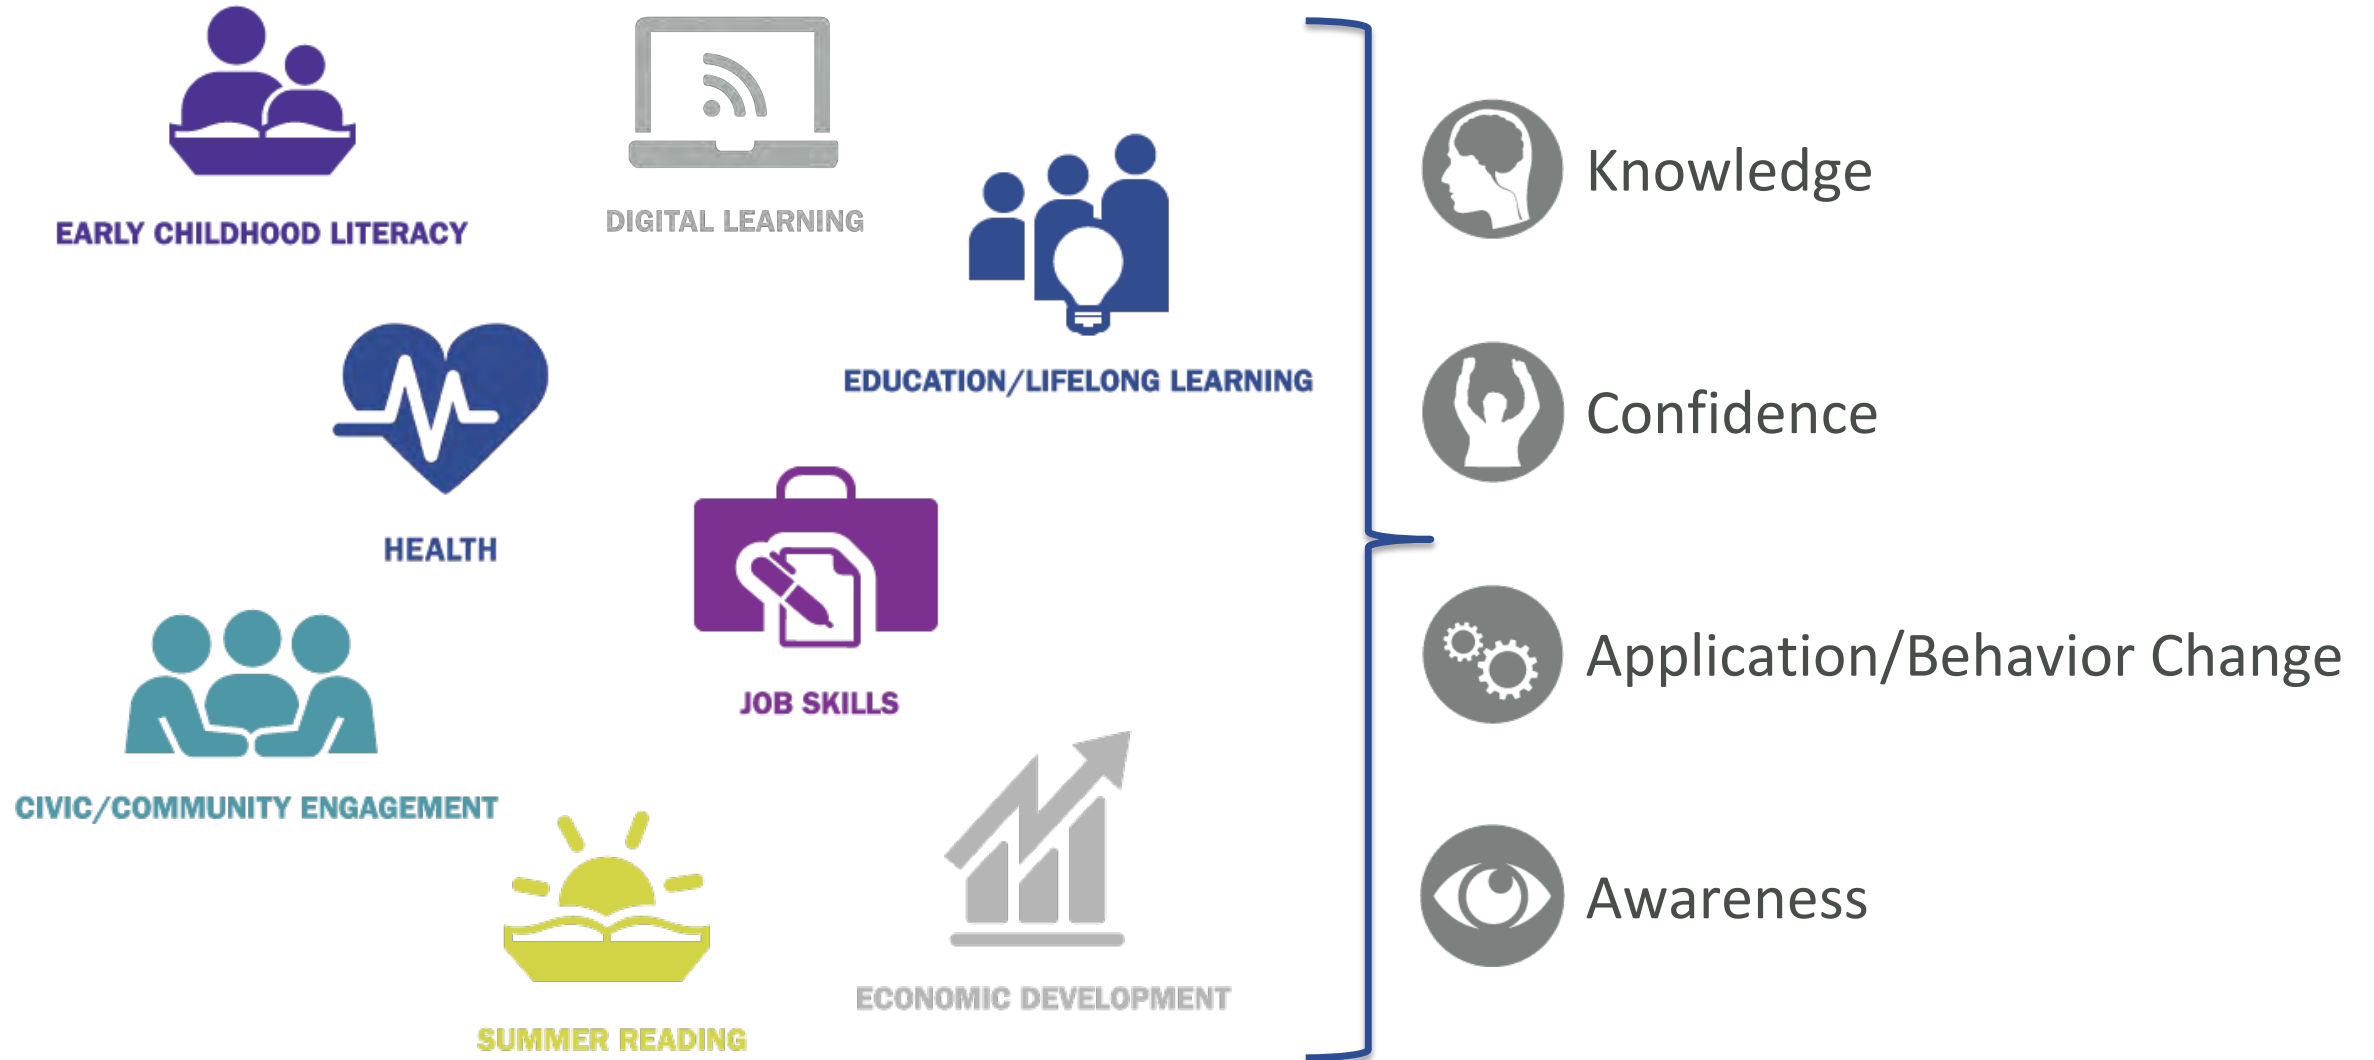 EARLY CHILDHOOD LITERACY
DIGITAL LEARNING
EDUCATION/LIFELONG LEARNING
HEALTH
JOB SKILLS
CIVIC/COMMUNITY ENGAGEMENT
SUMMER READING
ECONOMIC DEVELOPMENT
Knowledge
Confidence
Application/Behavior Change
Awareness